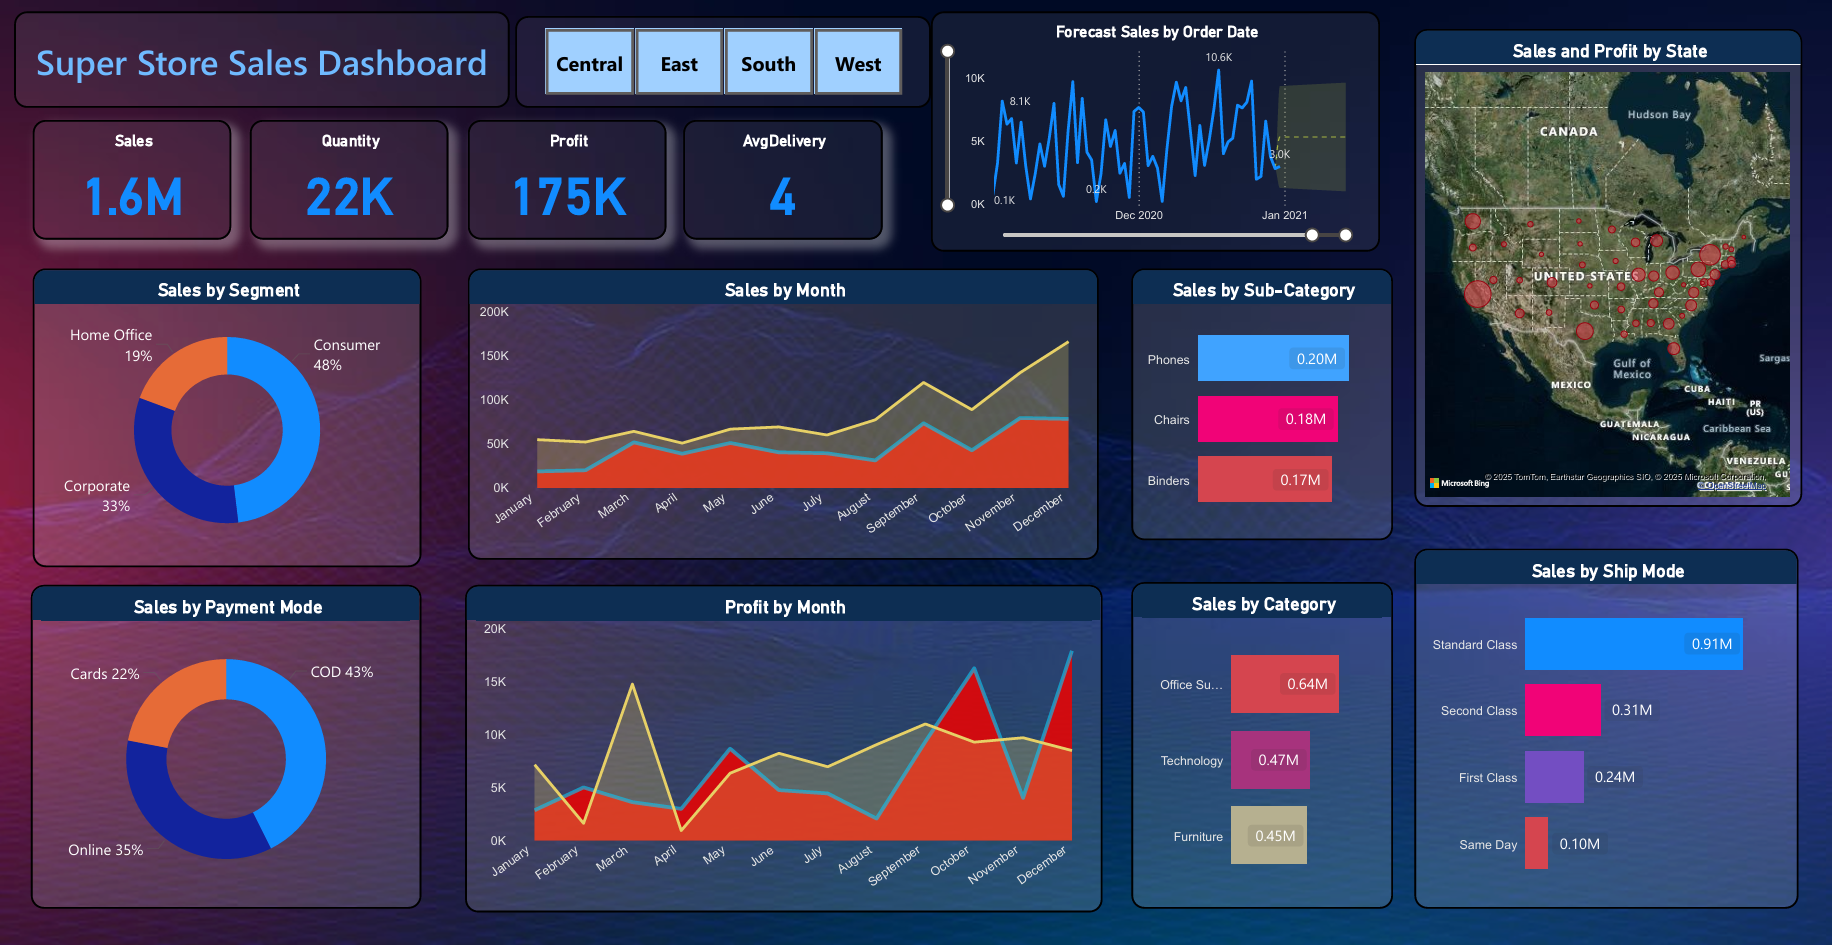 Super Store Sales Dashboard
Central
East
South
West
Sales
1.6M
Quantity
22K
Profit
175K
AvgDelivery
4
Forecast Sales by Order Date
10K
5K
0K
0.1K
8.1K
0.2K
10.6K
3.0K
Dec 2020
Jan 2021
Sales and Profit by State
CANADA
Hudson Bay
UNITED STATES
Gulf of
Mexico
MEXICO
CUBA
HAITI
PR
(US)
GUATEMALA
Caribbean Sea
NICARAGUA
Sargas
VENEZUELA
GU
Microsoft Bing
© 2025 TomTom, Earthstar Geographics SIO, © 2025 Microsoft Corporation,
Sales by Segment
Home Office
19%
Consumer
48%
Corporate
33%
Sales by Month
200K
150K
100K
50K
0K
January
February
March
April
May
June
July
August
September
October
November
December
Sales by Sub-Category
Phones
0.20M
Chairs
0.18M
Binders
0.17M
Sales by Payment Mode
Cards 22%
COD 43%
Online 35%
Profit by Month
20K
15K
10K
5K
0K
January
February
March
April
May
June
July
August
September
October
November
December
Sales by Category
Office Su...
0.64M
Technology
0.47M
Furniture
0.45M
Sales by Ship Mode
Standard Class
0.91M
Second Class
0.31M
First Class
0.24M
Same Day
0.10M